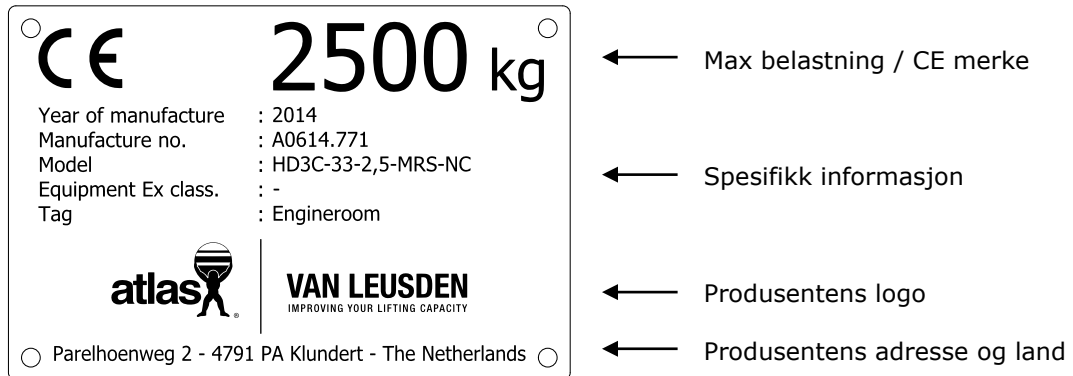 CE 2500 kg
Max belastning / CE merke
Year of manufacture : 2014
Manufacture no. : A0614.771
Model : HD3C-33-2,5-MRS-NC
Equipment Ex class. : -
Tag : Engineroom
Spesifikk informasjon
atlas® VAN LEUSDEN
IMPROVING YOUR LIFTING CAPACITY
Produsentens logo
Parelhoenweg 2 - 4791 PA Klundert - The Netherlands
Produsentens adresse og land